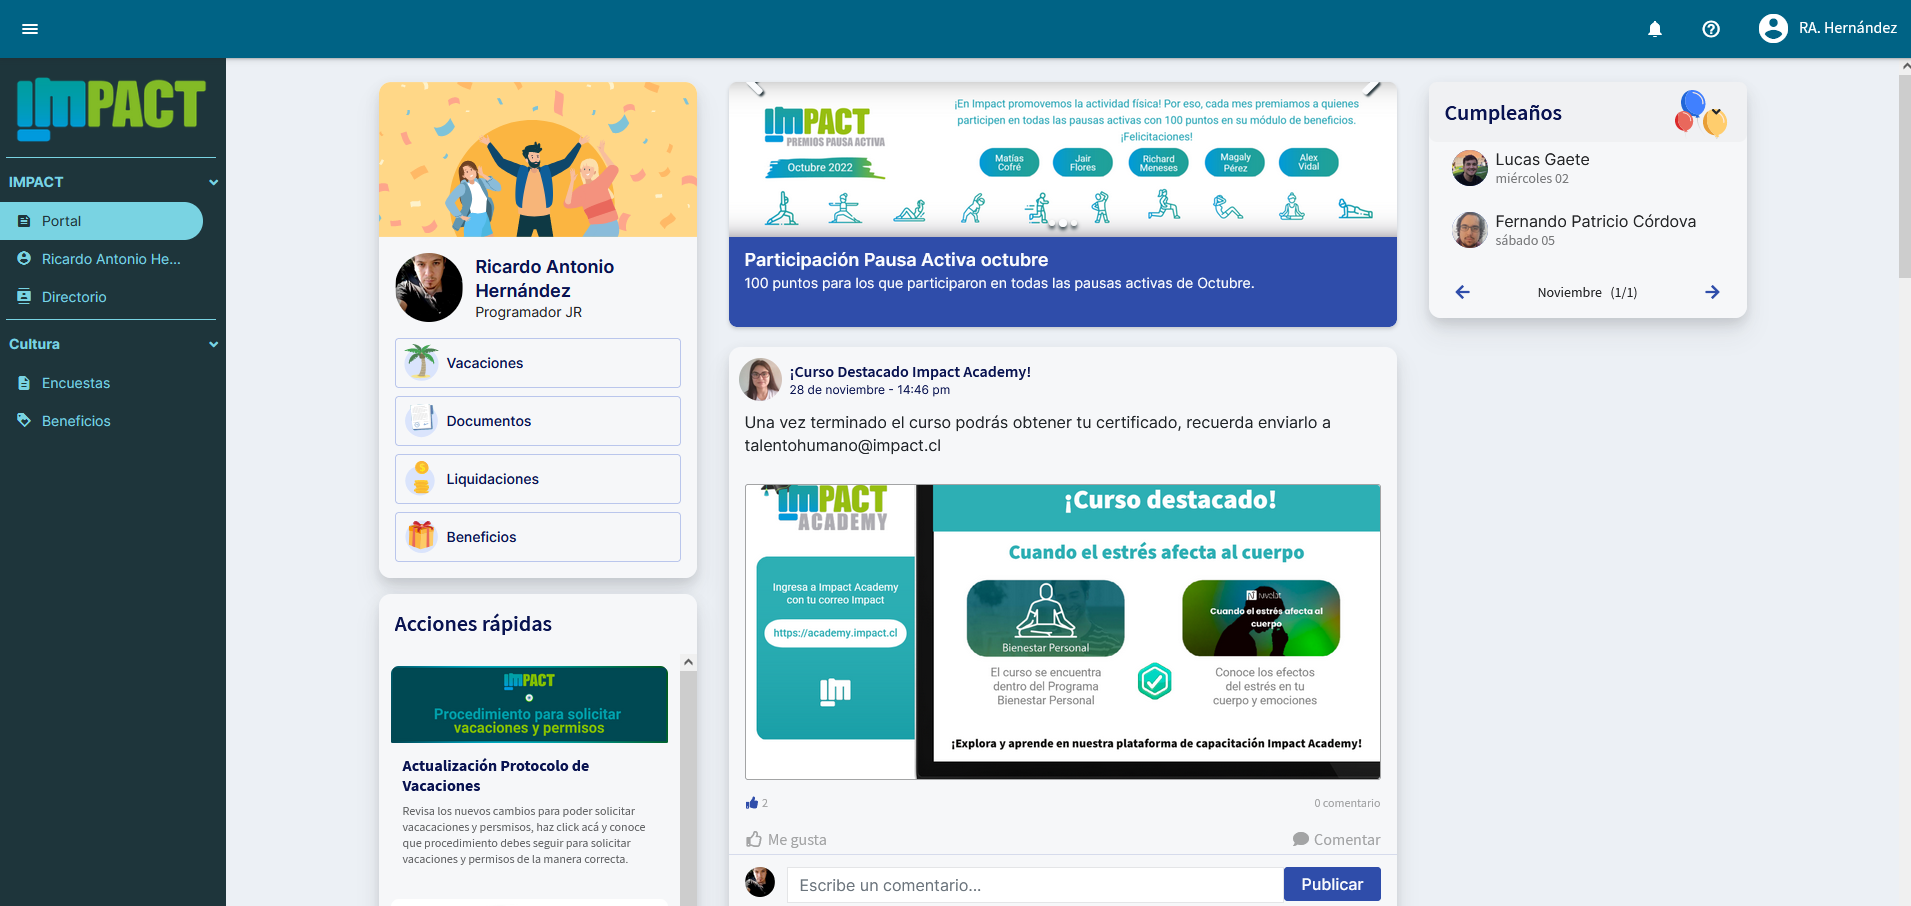 RA. Hernández
IMPACT
IMPACT
Portal
Ricardo Antonio He...
Directorio
Cultura
Encuestas
Beneficios
Ricardo Antonio
Hernández
Programador JR
Vacaciones
Documentos
Liquidaciones
Beneficios
Acciones rápidas
IMPACT
Procedimiento para solicitar
vacaciones y permisos
Actualización Protocolo de
Vacaciones
Revisa los nuevos cambios para poder solicitar
vacacaciones y persmisos, haz click acá y conoce
que procedimiento debes seguir para solicitar
vacaciones y permisos de la manera correcta.
IMPACT
PREMIOS PAUSA ACTIVA
Octubre 2022
¡En Impact promovemos la actividad física! Por eso, cada mes premiamos a quienes
participen en todas las pausas activas con 100 puntos en su módulo de beneficios.
¡Felicitaciones!
Matías
Cofré
Jair
Flores
Richard
Meneses
Magaly
Pérez
Alex
Vidal
Participación Pausa Activa octubre
100 puntos para los que participaron en todas las pausas activas de Octubre.
¡Curso Destacado Impact Academy!
28 de noviembre - 14:46 pm
Una vez terminado el curso podrás obtener tu certificado, recuerda enviarlo a
talentohumano@impact.cl
IMPACT
ACADEMY
Ingresa a Impact Academy
con tu correo Impact
https://academy.impact.cl
im
¡Curso destacado!
Cuando el estrés afecta al cuerpo
Bienestar Personal
El curso se encuentra
dentro del Programa
Bienestar Personal
Nivelat
Cuando el estrés afecta al
cuerpo
Conoce los efectos
del estrés en tu
cuerpo y emociones
¡Explora y aprende en nuestra plataforma de capacitación Impact Academy!
2
0 comentario
Me gusta
Comentar
Escribe un comentario...
Publicar
Cumpleaños
Lucas Gaete
miércoles 02
Fernando Patricio Córdova
sábado 05
Noviembre (1/1)